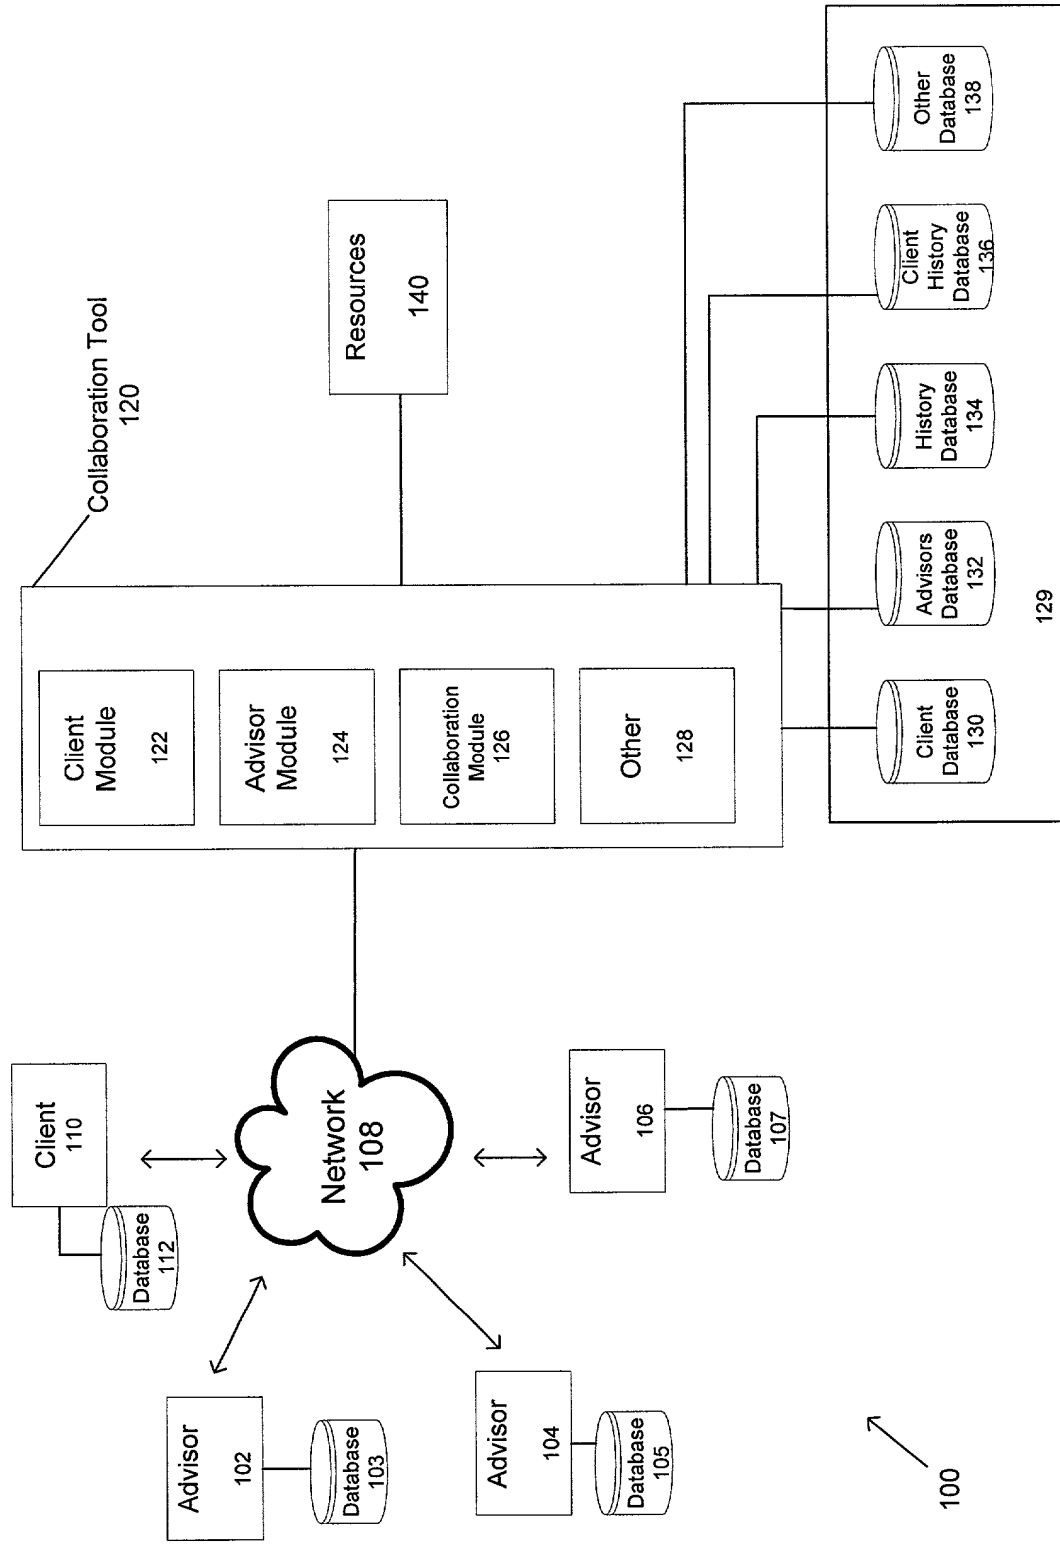 Client
110
Database
112
Advisor
102
Database
103
Advisor
104
Database
105
Advisor
106
Database
107
Network
108
Collaboration Tool
120
Client
Module
122
Advisor
Module
124
Collaboration
Module
126
Other
128
Resources
140
Client
Database
130
Advisors
Database
132
History
Database
134
Client
History
Database
136
Other
Database
138
129
100